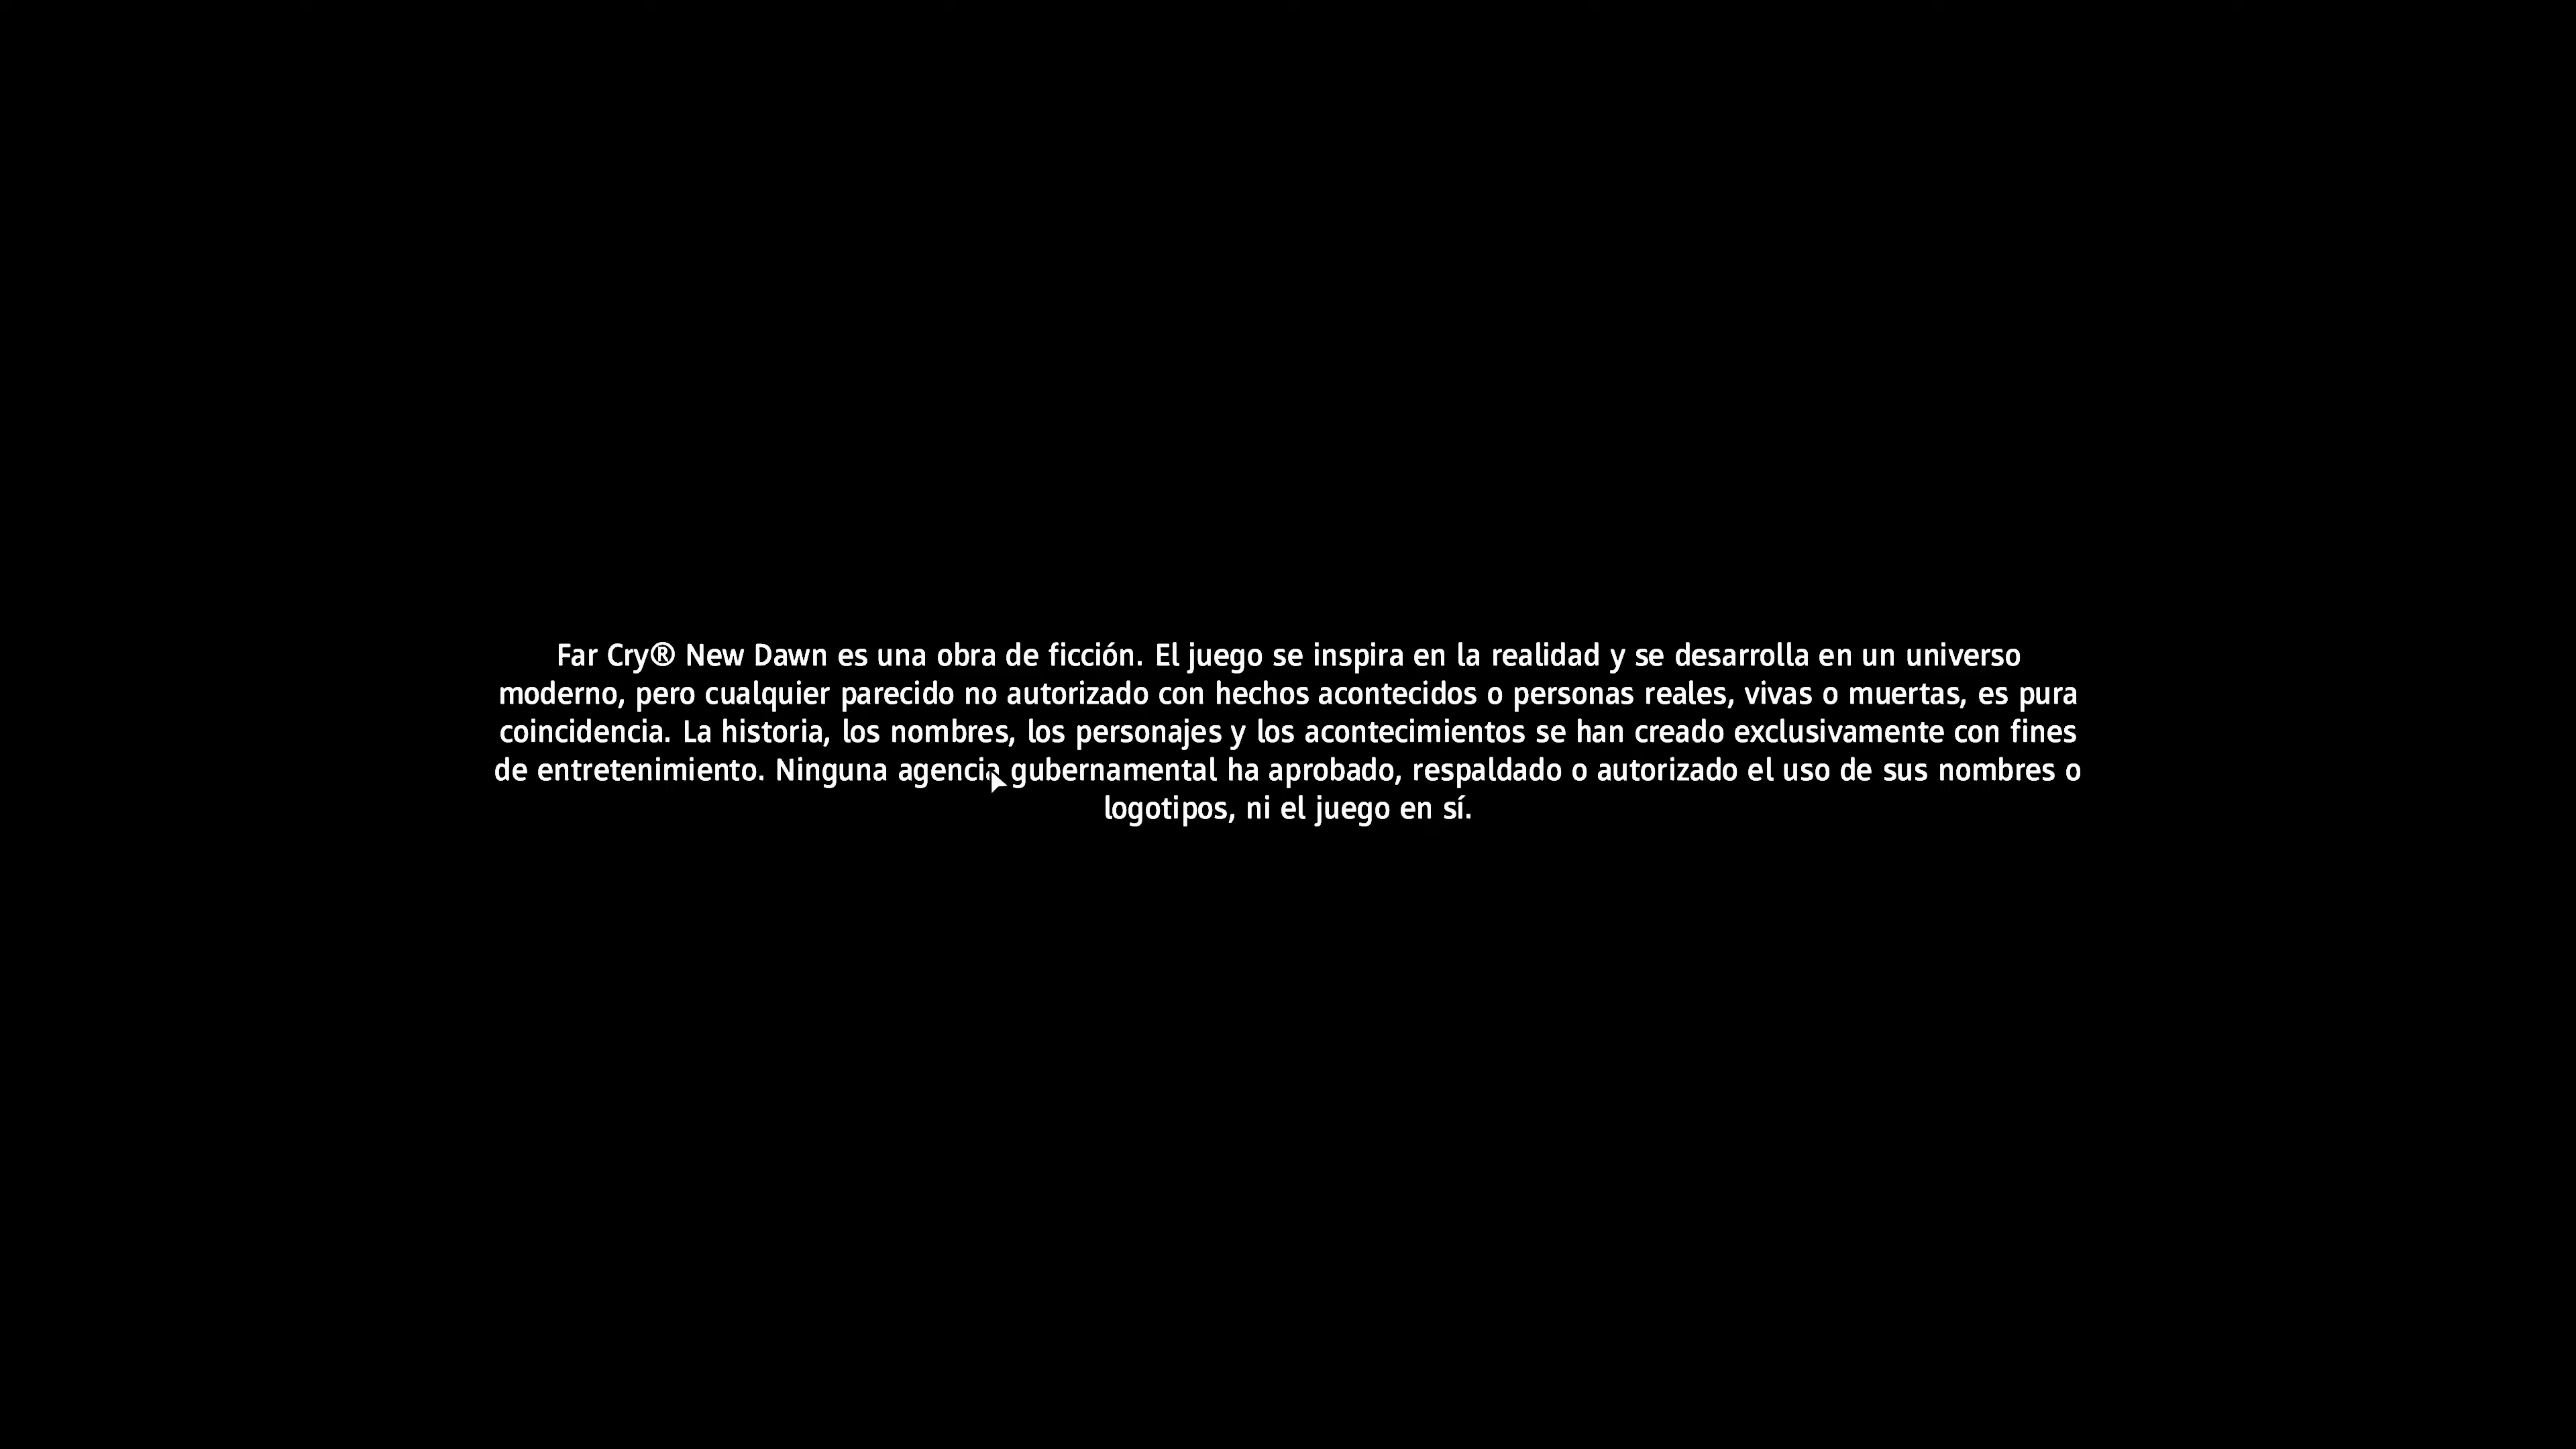 Far Cry® New Dawn es una obra de ficción. El juego se inspira en la realidad y se desarrolla en un universo
moderno, pero cualquier parecido no autorizado con hechos acontecidos o personas reales, vivas o muertas, es pura
coincidencia. La historia, los nombres, los personajes y los acontecimientos se han creado exclusivamente con fines
de entretenimiento. Ninguna agencia gubernamental ha aprobado, respaldado o autorizado el uso de sus nombres o
logotipos, ni el juego en sí.